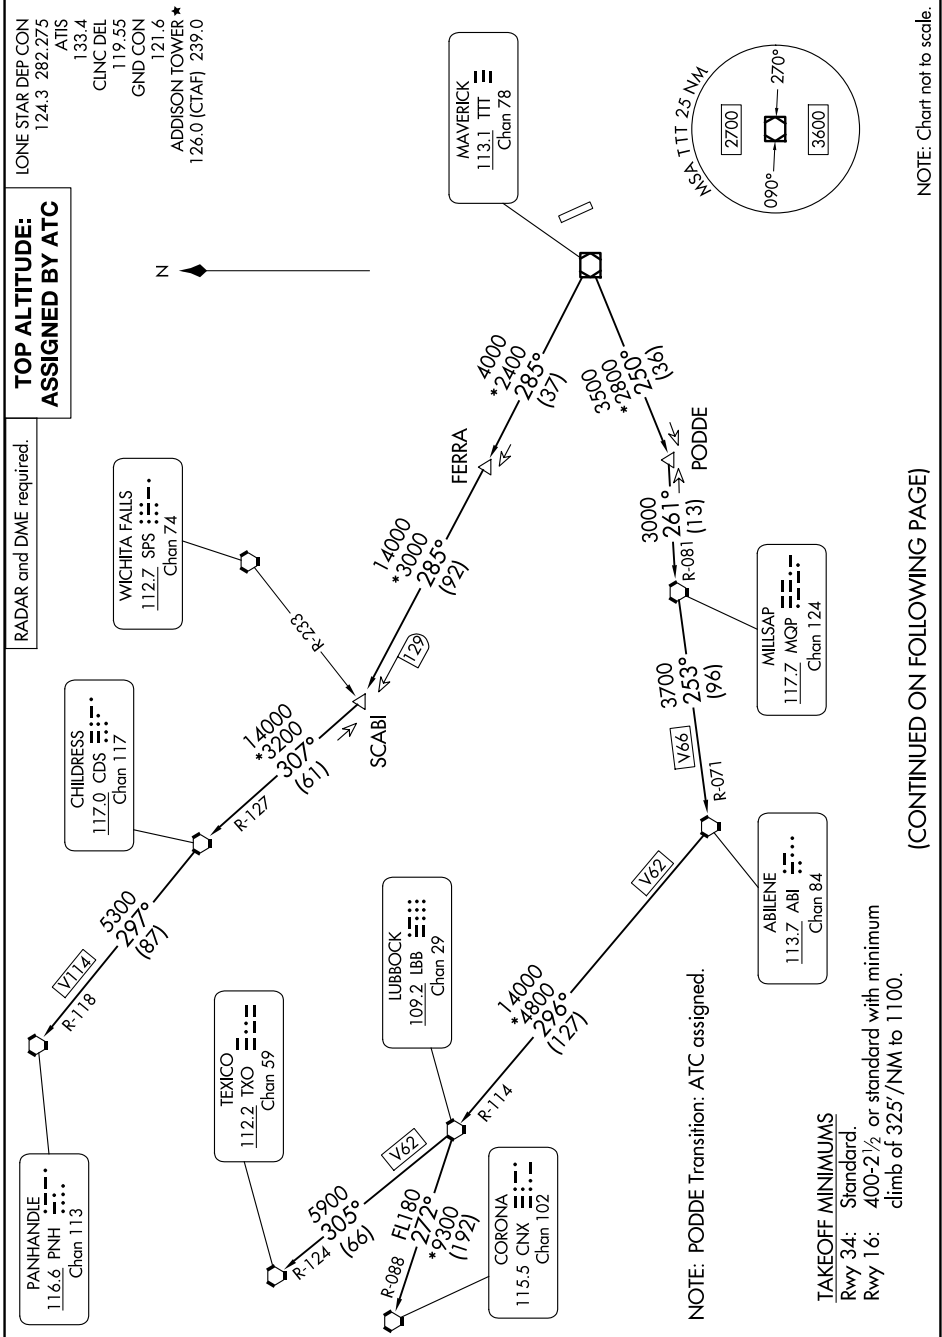 LONE STAR DEP CON
124.3 282.275
ATIS
133.4
CLNC DEL
119.55
GND CON
121.6
ADDISON TOWER ★
126.0 (CTAF) 239.0
TOP ALTITUDE:
ASSIGNED BY ATC
RADAR and DME required.
N
MAVERICK
113.1 TTT
Chan 78
MSA TTT 25 NM
2700
090°
270°
3600
NOTE: Chart not to scale.
4000
*2400
285°
(37)
FERRA
3500
*2800
250°
(36)
PODDE
WICHITA FALLS
112.7 SPS
Chan 74
R-233
14000
*3000
285°
(92)
129
SCABI
3000
261°
(13)
R-081
MILLSAP
117.7 MQP
Chan 124
CHILDRESS
117.0 CDS
Chan 117
14000
*3200
307°
(61)
R-127
3700
253°
(96)
V66
R-071
ABILENE
113.7 ABI
Chan 84
5300
297°
(87)
V114
R-118
PANHANDLE
116.6 PNH
Chan 113
V62
14000
*4800
296°
(127)
R-114
LUBBOCK
109.2 LBB
Chan 29
TEXICO
112.2 TXO
Chan 59
V62
5900
305°
(66)
R-124
FL180
272°
*9300
(192)
R-088
CORONA
115.5 CNX
Chan 102
NOTE: PODDE Transition: ATC assigned.
TAKEOFF MINIMUMS
Rwy 34: Standard.
Rwy 16: 400-2½ or standard with minimum
climb of 325'/NM to 1100.
(CONTINUED ON FOLLOWING PAGE)